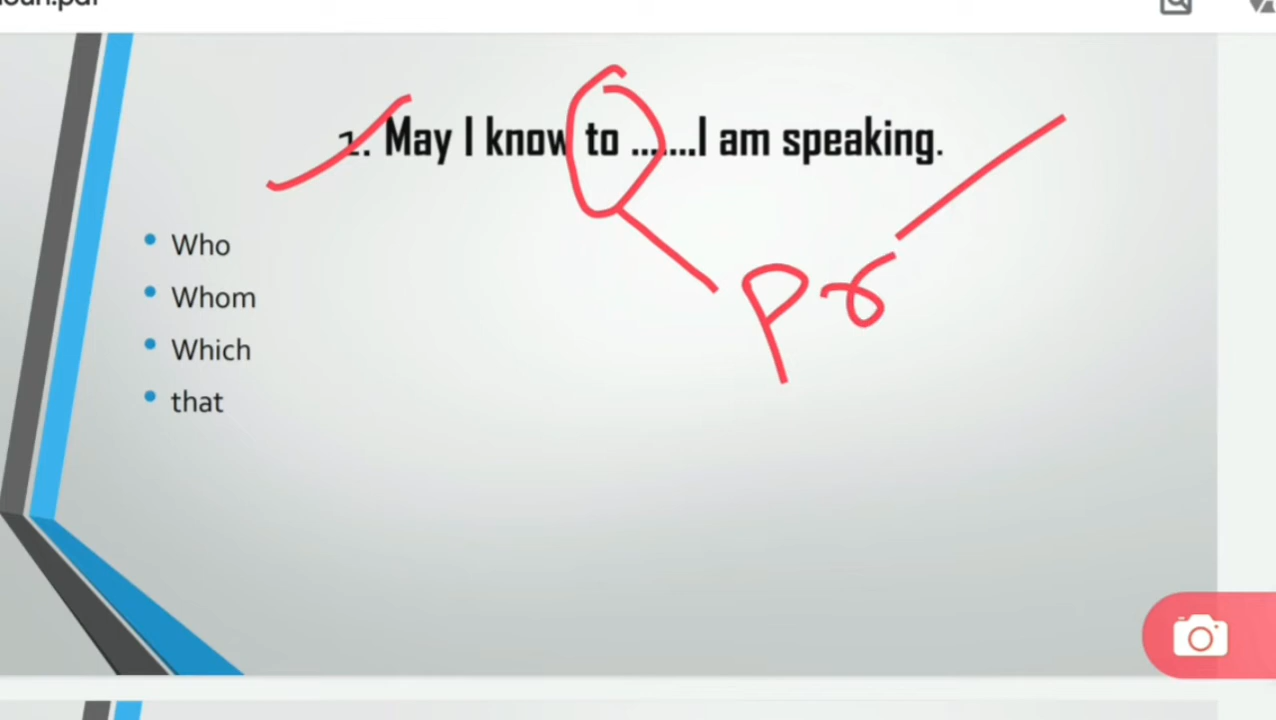 1. May I know to .......I am speaking.
Pr
• Who
• Whom
• Which
• that